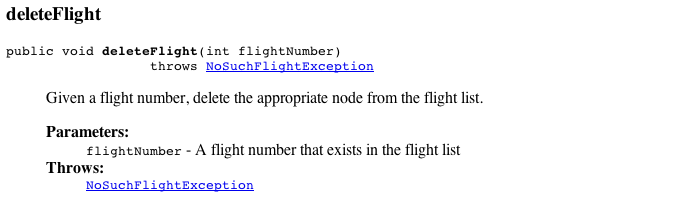 deleteFlight
public void deleteFlight(int flightNumber)
throws NoSuchFlightException
Given a flight number, delete the appropriate node from the flight list.
Parameters:
flightNumber - A flight number that exists in the flight list
Throws:
NoSuchFlightException